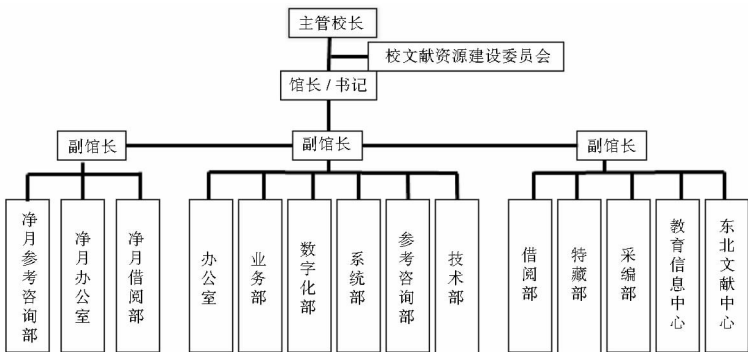 主管校长
校文献资源建设委员会
馆长 / 书记
副馆长
副馆长
副馆长
净月参考咨询部
净月办公室
净月借阅部
办公室
业务部
数字化部
系统部
参考咨询部
技术部
借阅部
特藏部
采编部
教育信息中心
东北文献中心